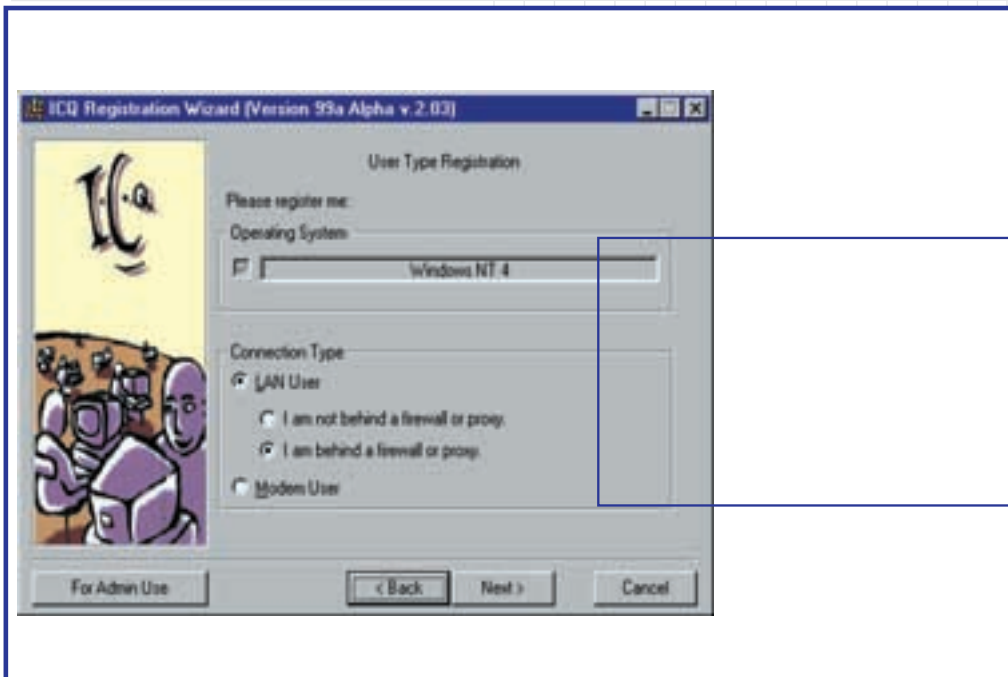 ICQ Registration Wizard (Version 99a Alpha v.2.03)
I.C.Q
User Type Registration
Please register me:
Operating System
Windows NT 4
Connection Type
LAN User
I am not behind a firewall or proxy.
I am behind a firewall or proxy.
Modem User
For Admin Use
< Back
Next >
Cancel